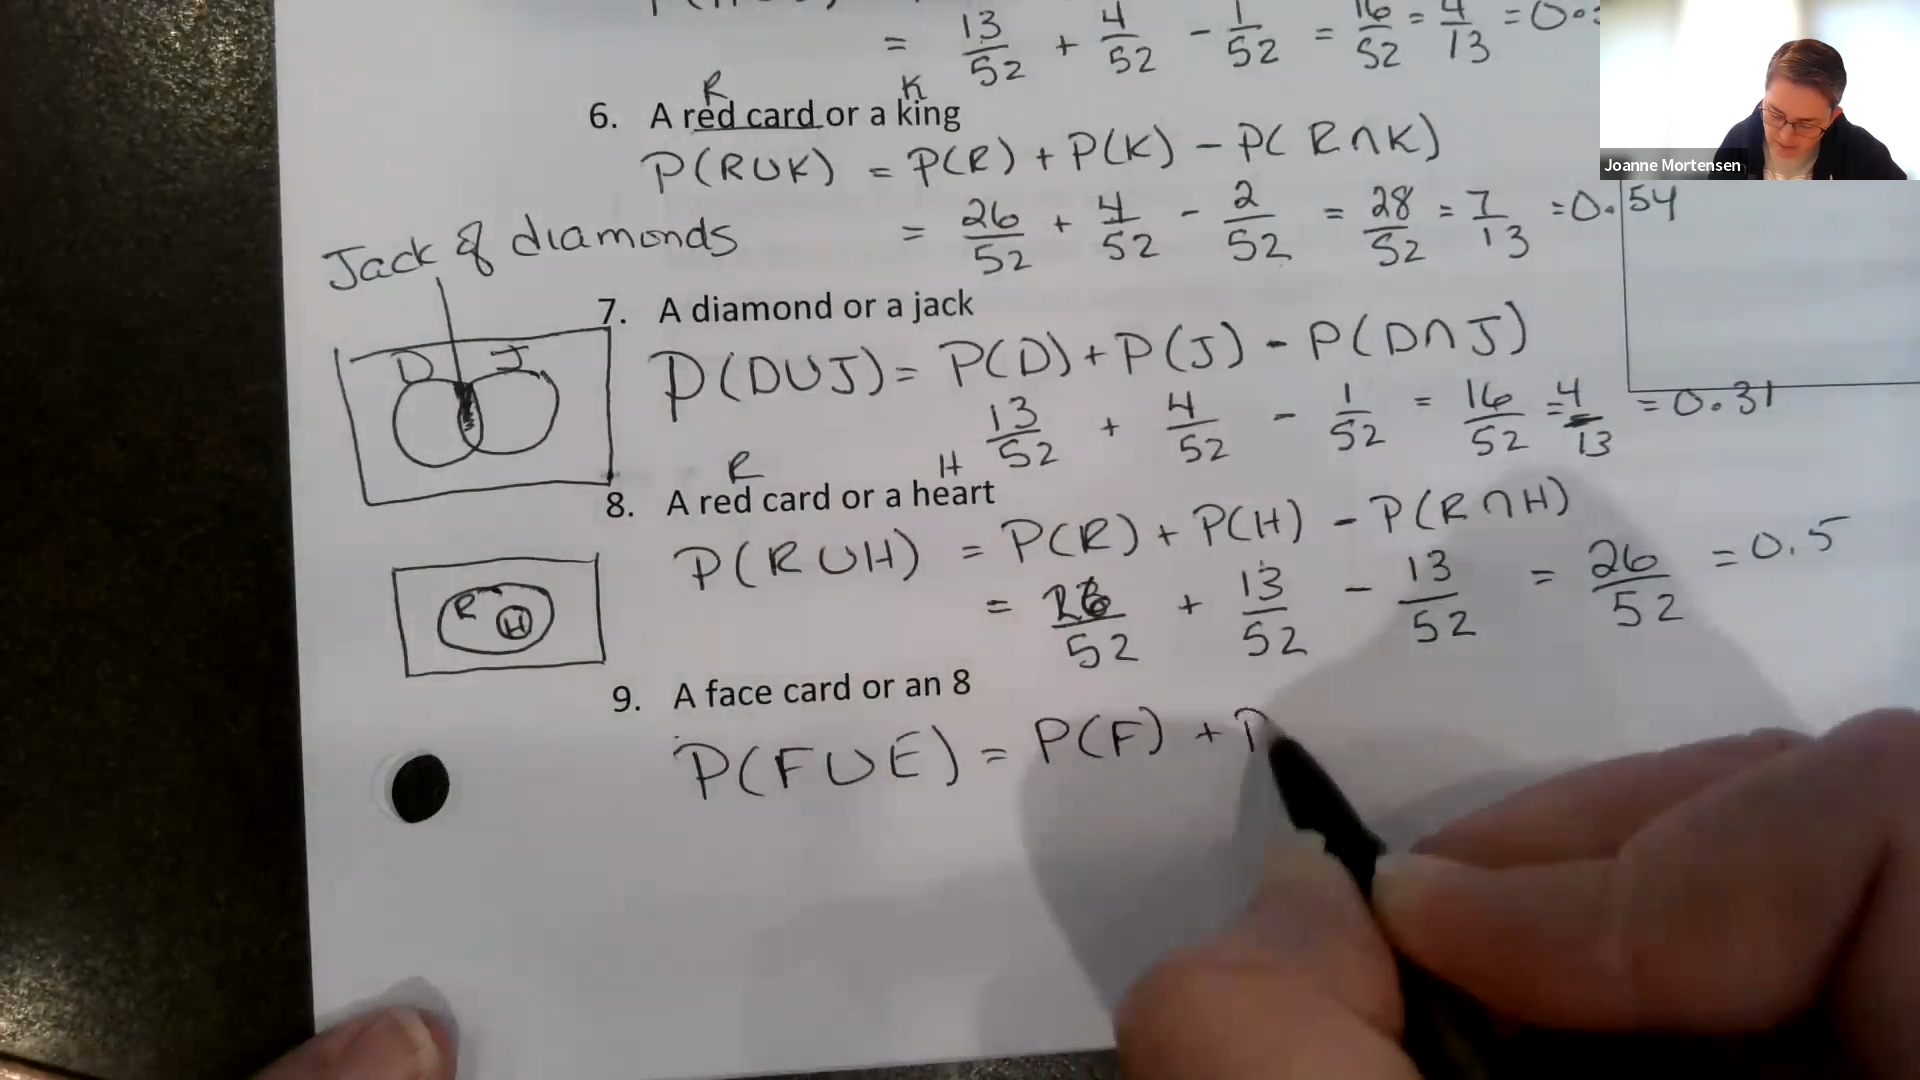 = 13/52 + 4/52 - 1/52 = 16/52 = 4/13 = 0.
R K
6. A red card or a king
P(R∪K) = P(R) + P(K) - P(R∩K)
Joanne Mortensen
= 26/52 + 4/52 - 2/52 = 28/52 = 7/13 = 0.54
Jack of diamonds
7. A diamond or a jack
D J
P(D∪J) = P(D) + P(J) - P(D∩J)
13/52 + 4/52 - 1/52 = 16/52 = 4/13 = 0.31
R H
8. A red card or a heart
P(R∪H) = P(R) + P(H) - P(R∩H)
R H
= 26/52 + 13/52 - 13/52 = 26/52 = 0.5
9. A face card or an 8
P(F∪E) = P(F) + P